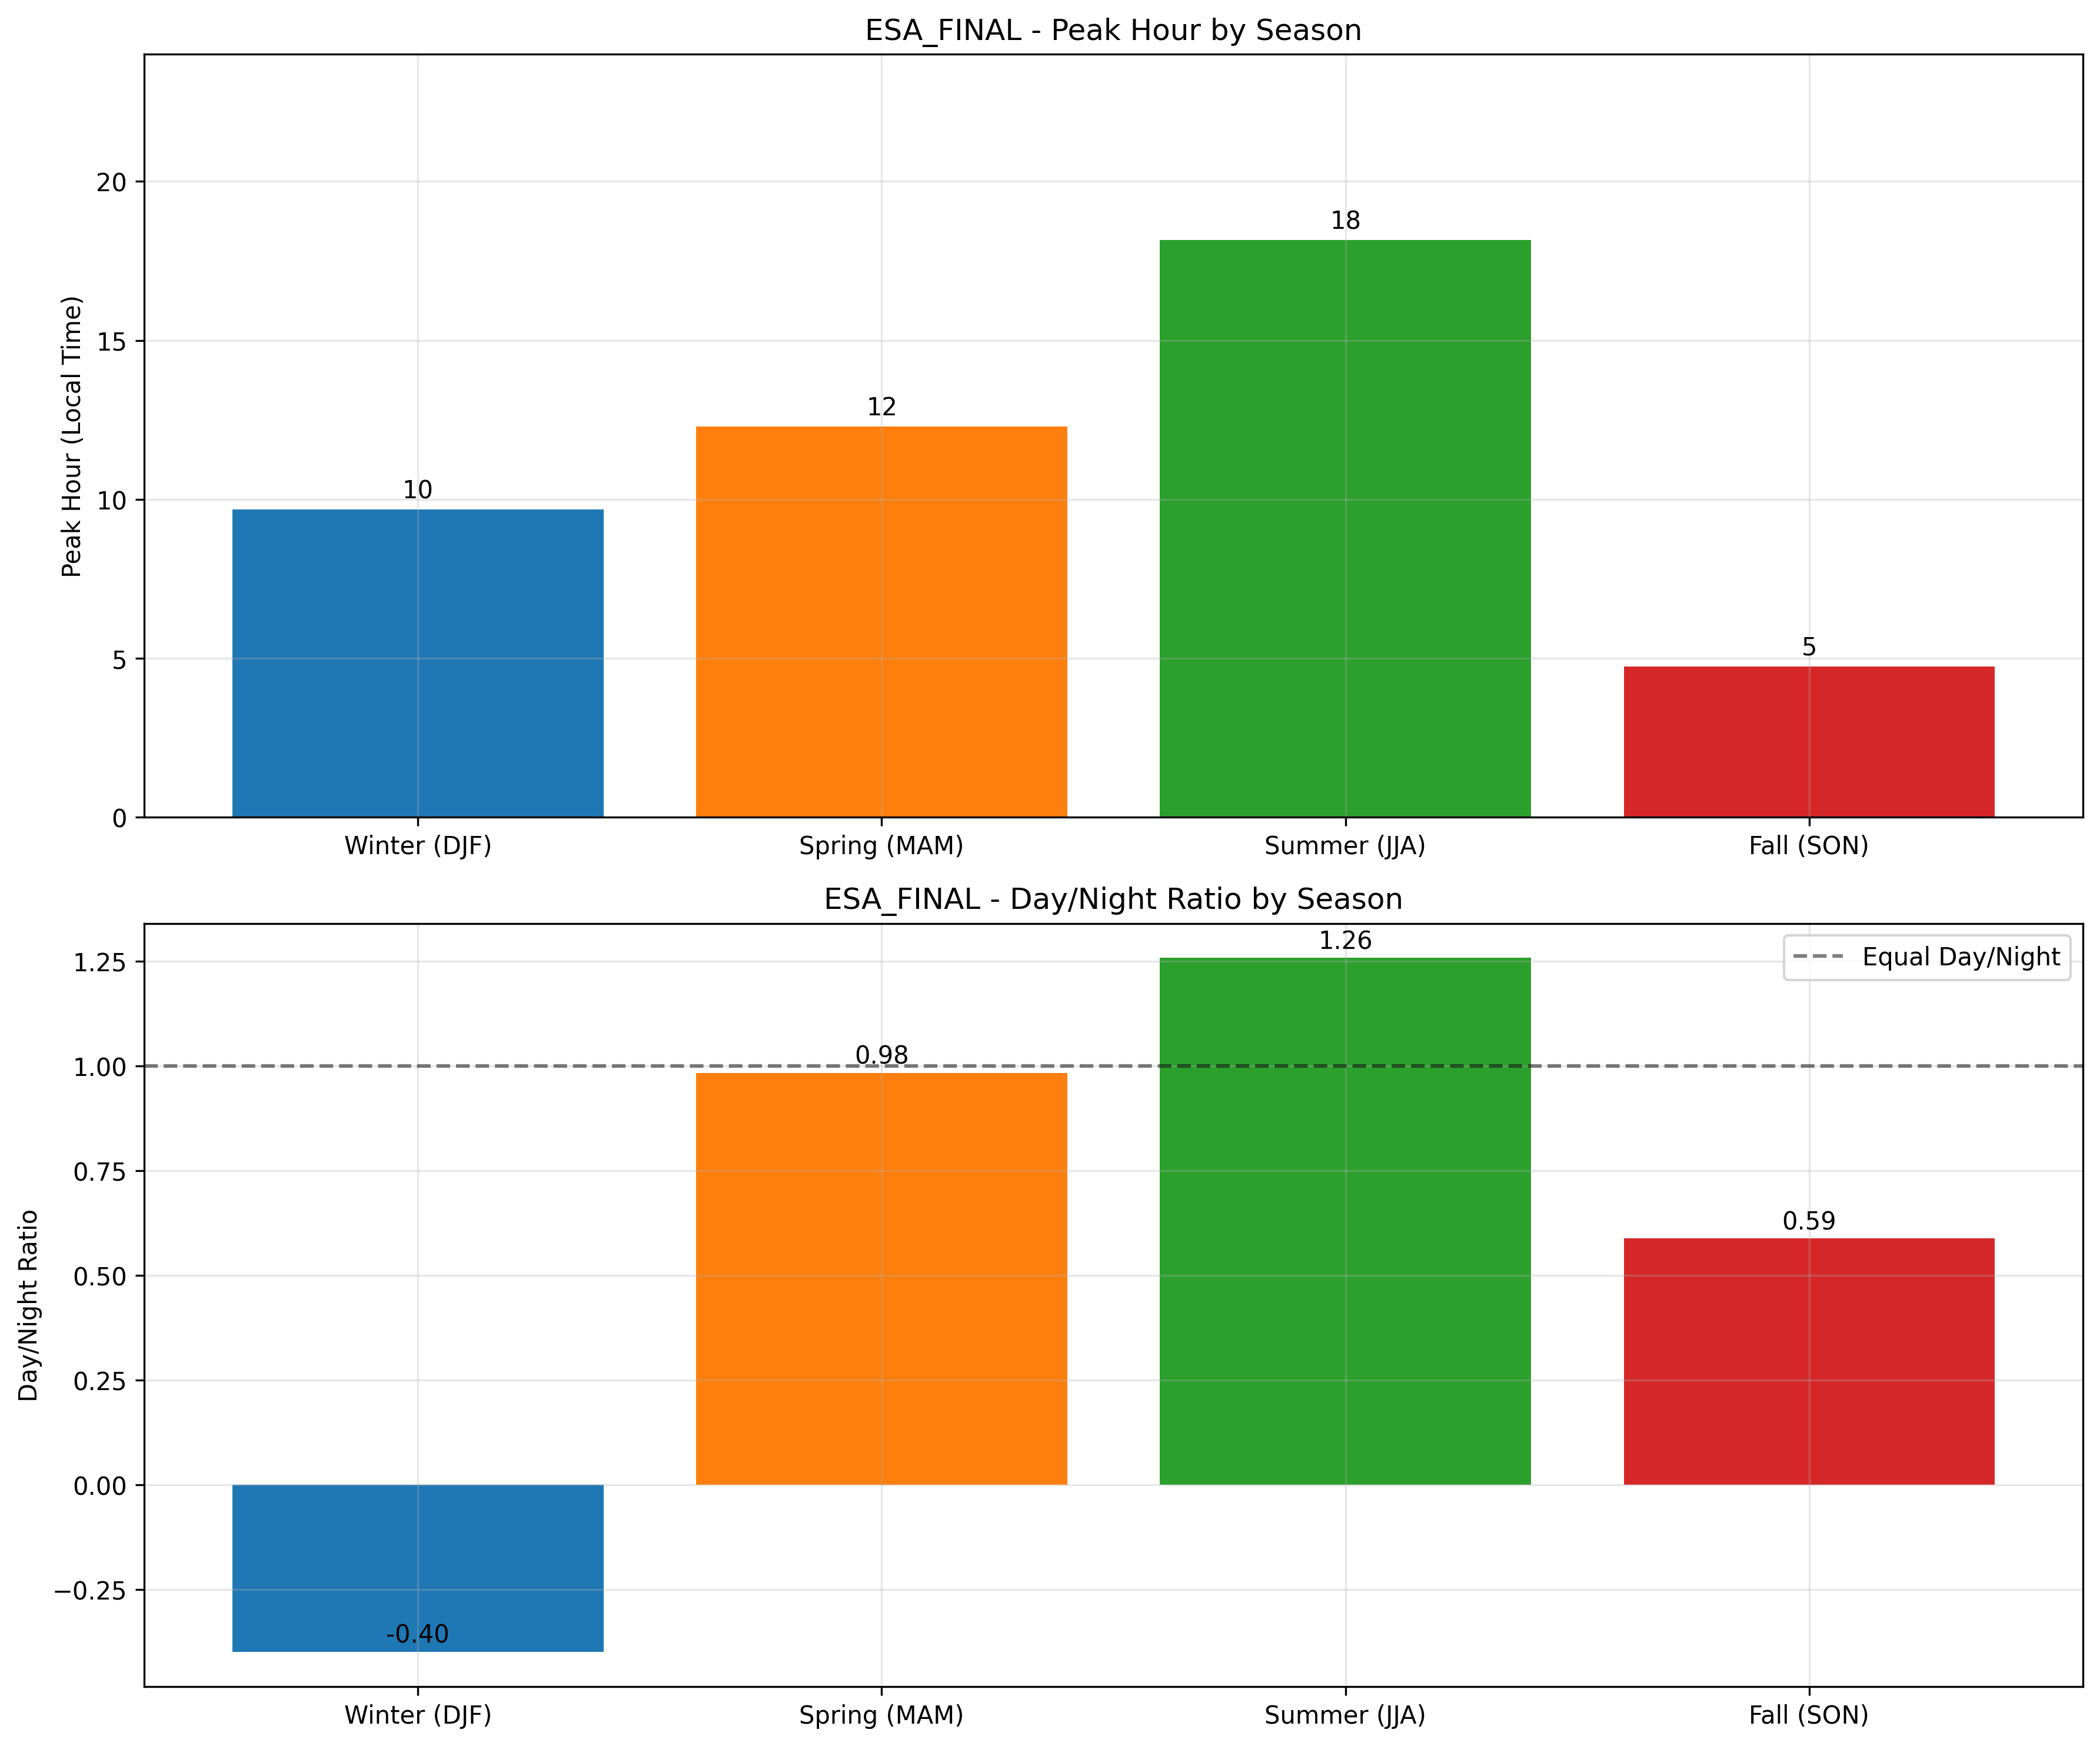 ESA_FINAL - Peak Hour by Season
Peak Hour (Local Time)
20
15
10
5
0
10
12
18
5
Winter (DJF)
Spring (MAM)
Summer (JJA)
Fall (SON)
ESA_FINAL - Day/Night Ratio by Season
Day/Night Ratio
1.25
1.00
0.75
0.50
0.25
0.00
−0.25
Equal Day/Night
-0.40
0.98
1.26
0.59
Winter (DJF)
Spring (MAM)
Summer (JJA)
Fall (SON)